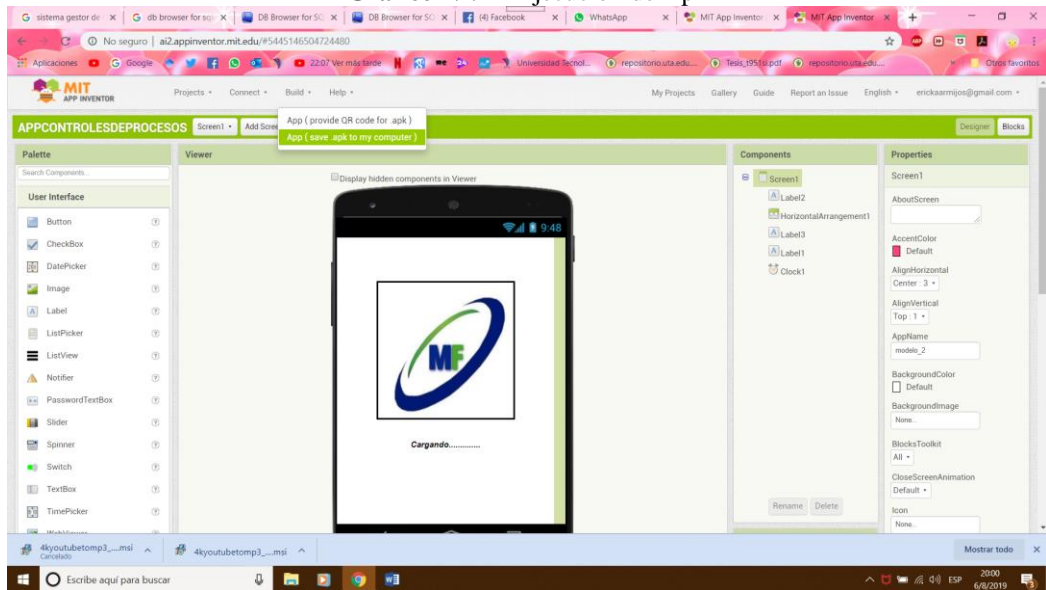 sistema gestor de
db browser for sq
DB Browser for SQ
DB Browser for SQ
(4) Facebook
WhatsApp
MIT App Inventor
MIT App Inventor
No seguro | ai2.appinventor.mit.edu/#5445146504724480
Aplicaciones
Google
22:07 Ver más tarde
Universidad Tecnol...
repositorio.uta.edu....
Tesis_t951si.pdf
repositorio.uta.edu....
Otros favoritos
MIT
APP INVENTOR
Projects
Connect
Build
Help
My Projects
Gallery
Guide
Report an Issue
English
erickaarmijos@gmail.com
APPCONTROLESDEPROCESOS
Screen1
Add Scree
App ( provide QR code for .apk )
App ( save .apk to my computer )
Designer
Blocks
Palette
Search Components...
User Interface
Button
CheckBox
DatePicker
Image
Label
ListPicker
ListView
Notifier
PasswordTextBox
Slider
Spinner
Switch
TextBox
TimePicker
Viewer
Display hidden components in Viewer
9:48
MF
Cargando.............
Components
Screen1
Label2
HorizontalArrangement1
Label3
Label1
Clock1
Rename
Delete
Properties
Screen1
AboutScreen
AccentColor
Default
AlignHorizontal
Center : 3
AlignVertical
Top : 1
AppName
modelo_2
BackgroundColor
Default
BackgroundImage
None...
BlocksToolkit
All
CloseScreenAnimation
Default
Icon
None...
4kyoutubetomp3_....msi
Cancelado
4kyoutubetomp3_....msi
Mostrar todo
Escribe aquí para buscar
ESP
20:00
6/8/2019